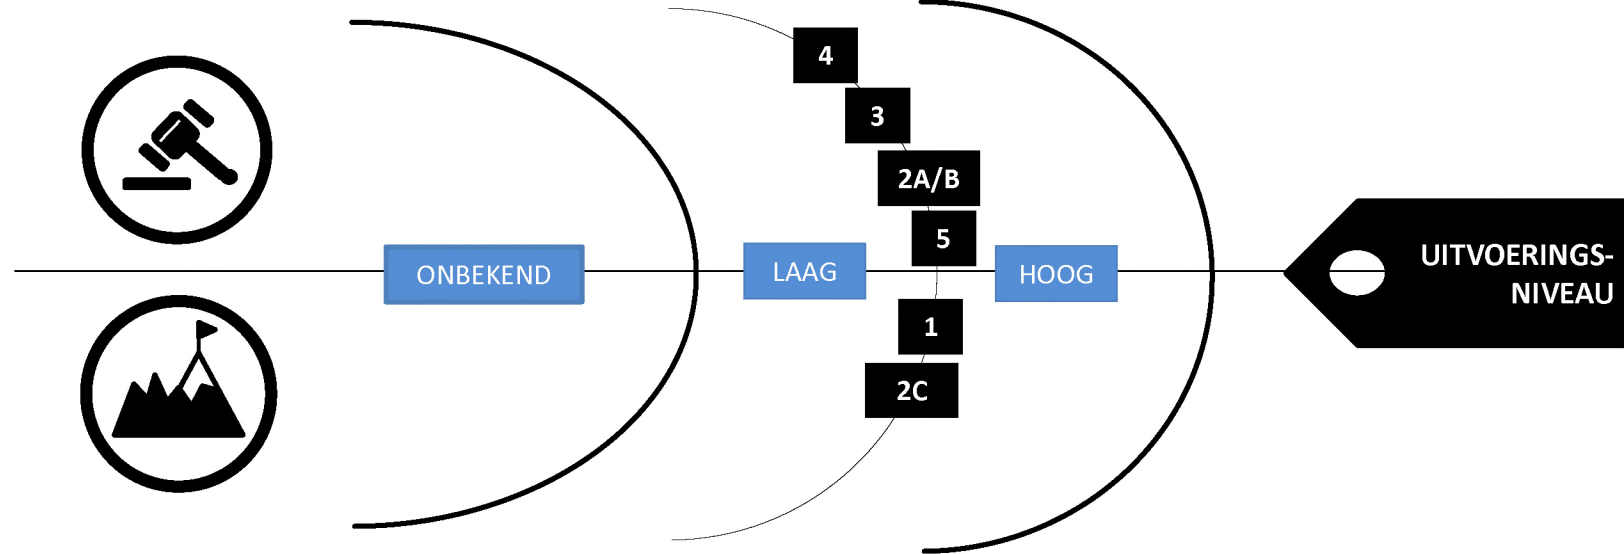 4
3
2A/B
5
ONBEKEND
LAAG
HOOG
UITVOERINGS-
NIVEAU
1
2C